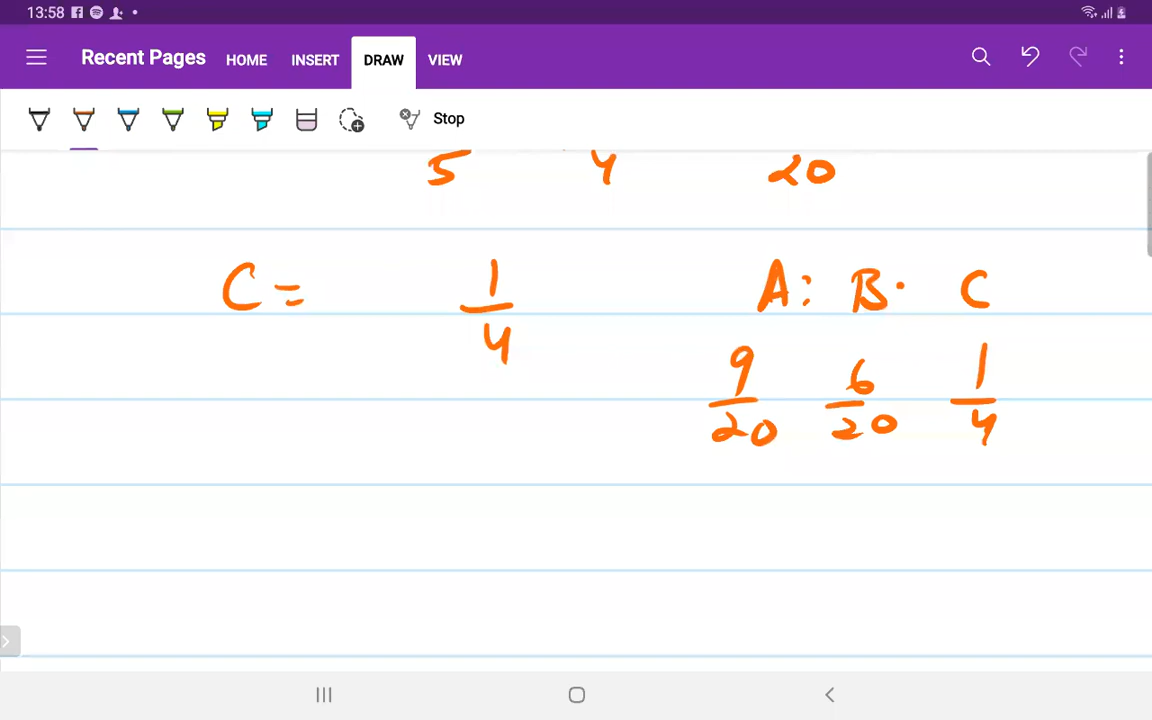 13:58
Recent Pages HOME INSERT DRAW VIEW
Stop
5 4 20
C = 1/4
A : B . C
9/20 6/20 1/4